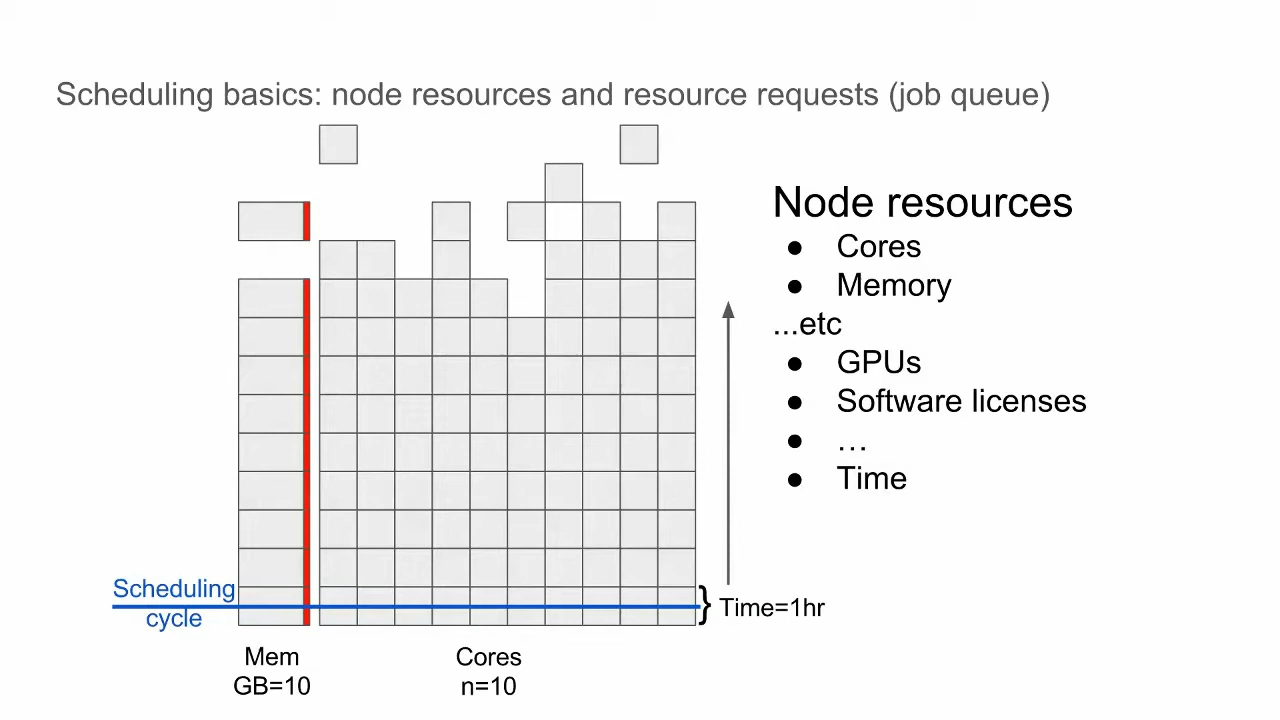 Scheduling basics: node resources and resource requests (job queue)
Node resources
● Cores
● Memory
...etc
● GPUs
● Software licenses
● …
● Time
Scheduling
cycle
} Time=1hr
Mem
GB=10
Cores
n=10